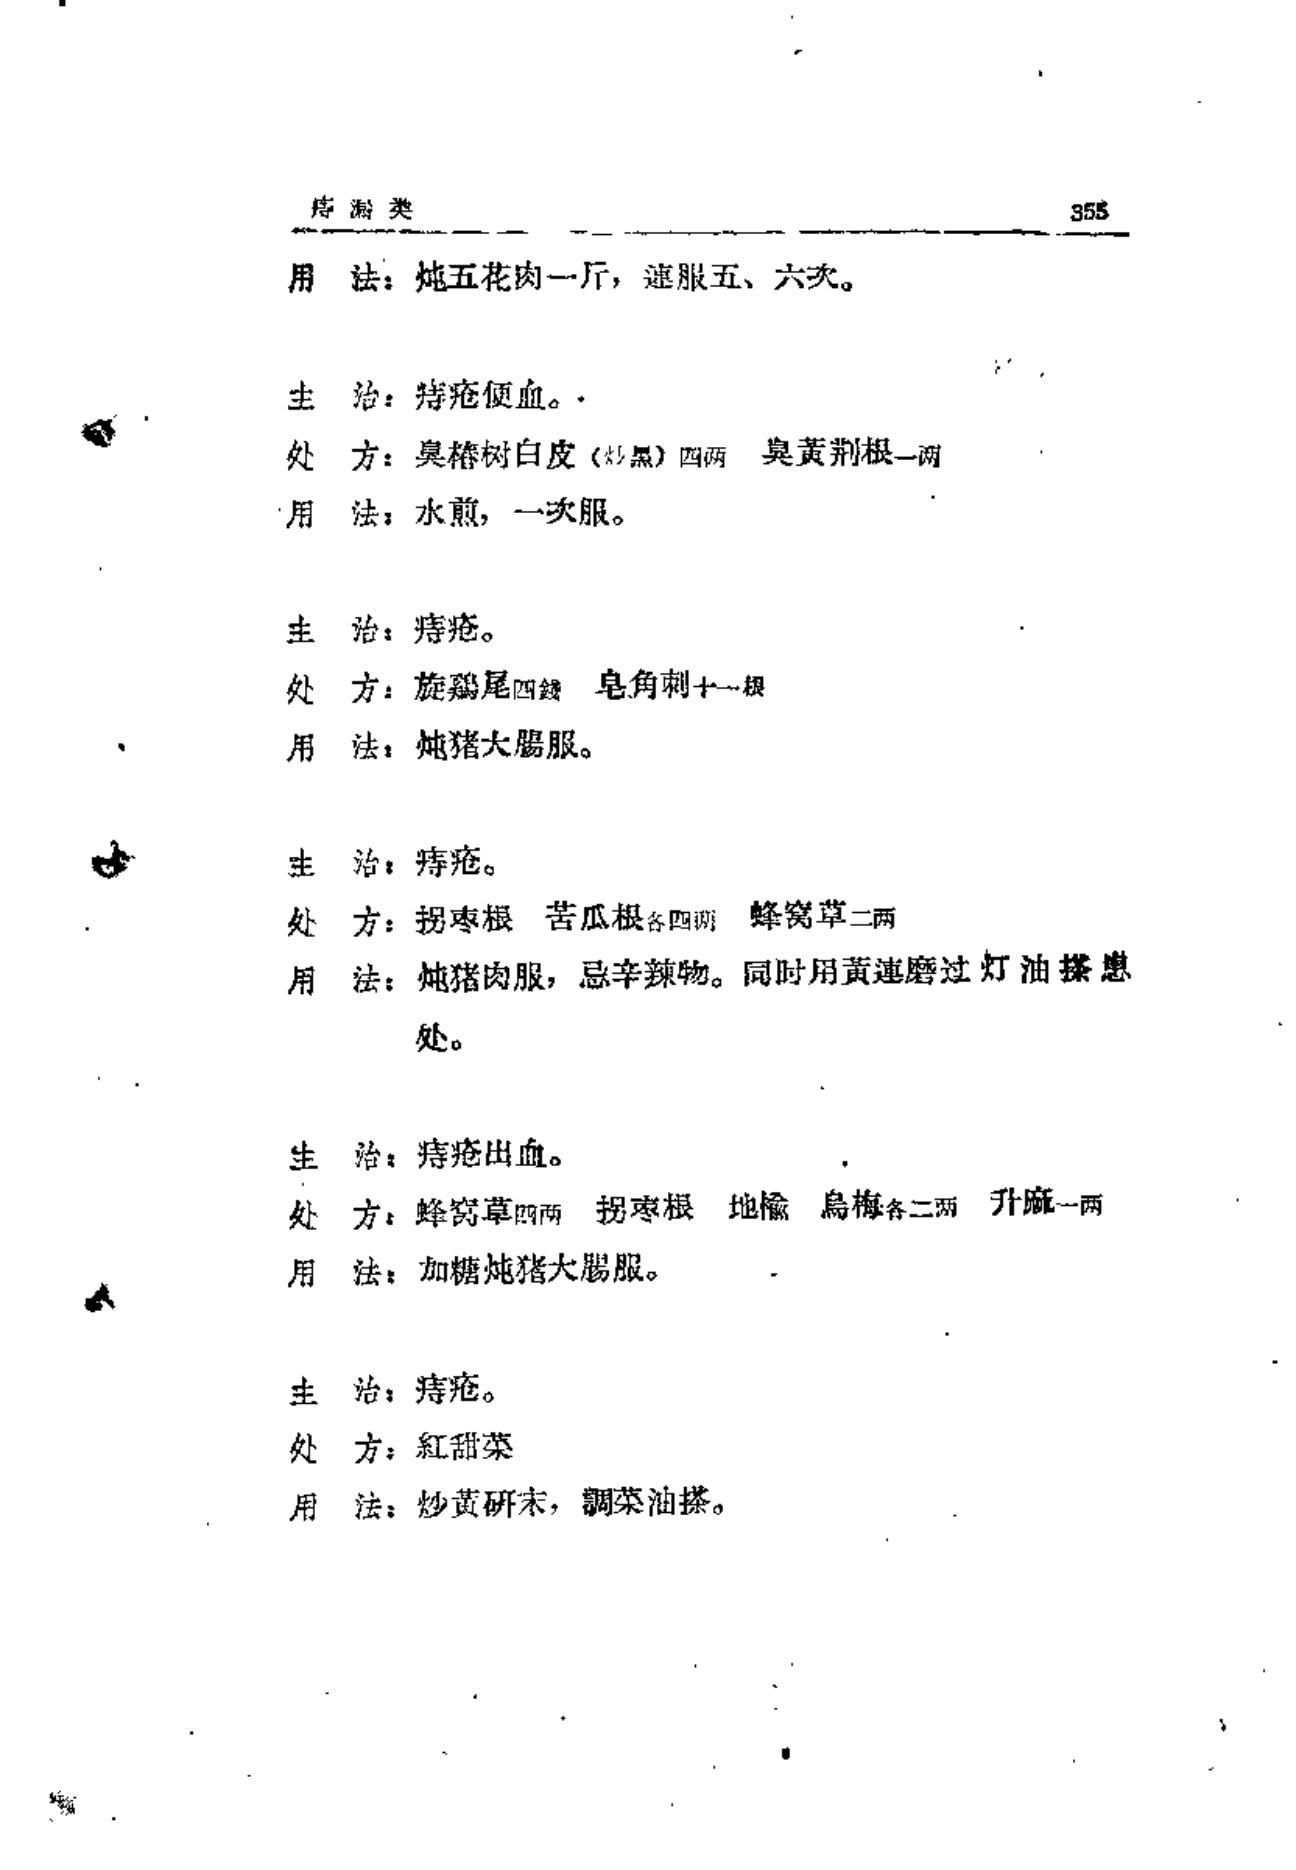 痔漏类 355
用　法：炖五花肉一斤，連服五、六次。
主　治：痔疮便血。
处　方：臭椿树白皮（炒黑）四两　臭黃荆根一两
用　法：水煎，一次服。
主　治：痔疮。
处　方：旋鷄尾四錢　皂角刺十一根
用　法：炖猪大腸服。
主　治：痔疮。
处　方：拐枣根　苦瓜根各四两　蜂窝草二两
用　法：炖猪肉服，忌辛辣物。同时用黃連磨过灯油搽患
处。
主　治：痔疮出血。
处　方：蜂窝草四两　拐枣根　地楡　烏梅各二两　升麻一两
用　法：加糖炖猪大腸服。
主　治：痔疮。
处　方：紅甜菜
用　法：炒黃研末，調菜油搽。